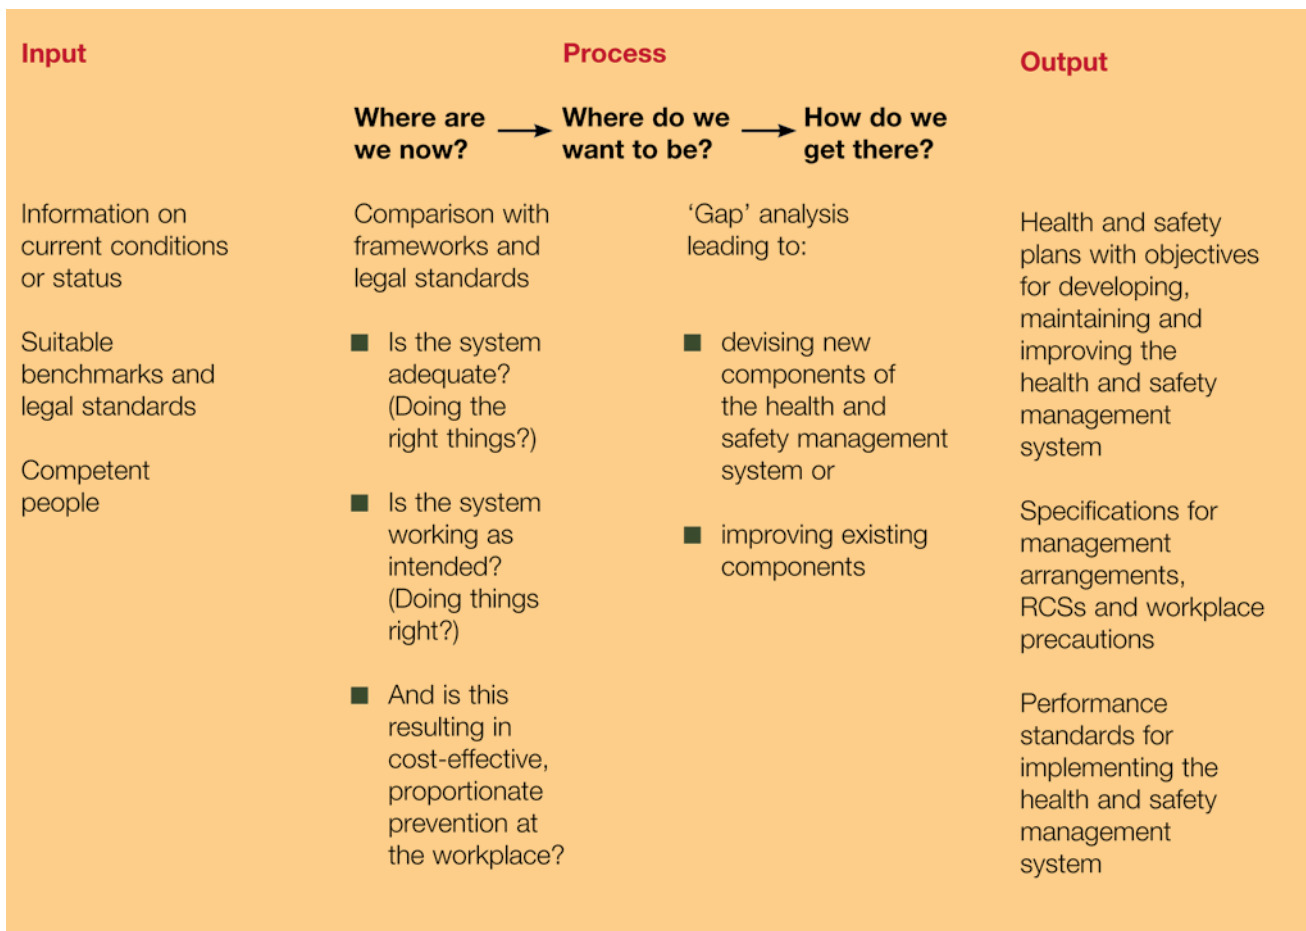 Input
Process
Output
Where are
we now?
Where do we
want to be?
How do we
get there?
Information on
current conditions
or status
Suitable
benchmarks and
legal standards
Competent
people
Comparison with
frameworks and
legal standards
Is the system
adequate?
(Doing the
right things?)
Is the system
working as
intended?
(Doing things
right?)
And is this
resulting in
cost-effective,
proportionate
prevention at
the workplace?
‘Gap’ analysis
leading to:
devising new
components of
the health and
safety management
system or
improving existing
components
Health and safety
plans with objectives
for developing,
maintaining and
improving the
health and safety
management
system
Specifications for
management
arrangements,
RCSs and workplace
precautions
Performance
standards for
implementing the
health and safety
management
system